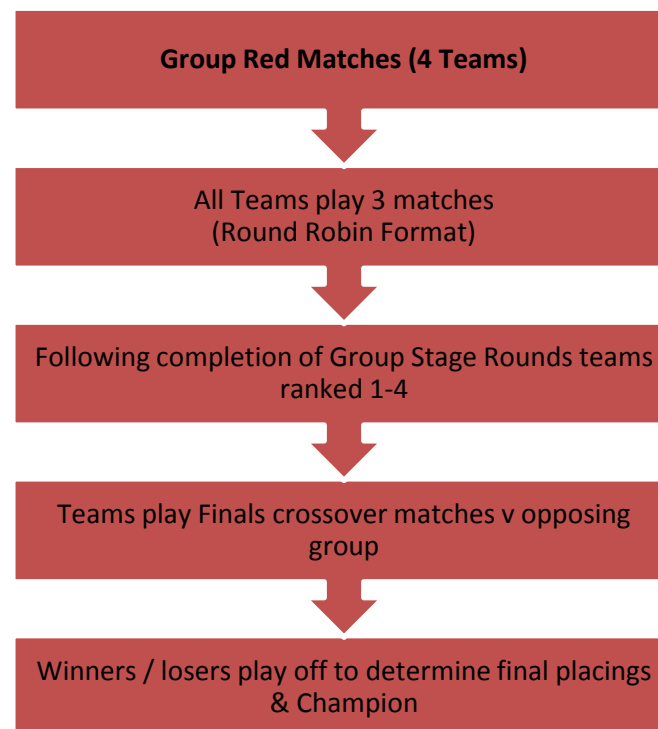 Group Red Matches (4 Teams)
All Teams play 3 matches
(Round Robin Format)
Following completion of Group Stage Rounds teams
ranked 1-4
Teams play Finals crossover matches v opposing
group
Winners / losers play off to determine final placings
& Champion